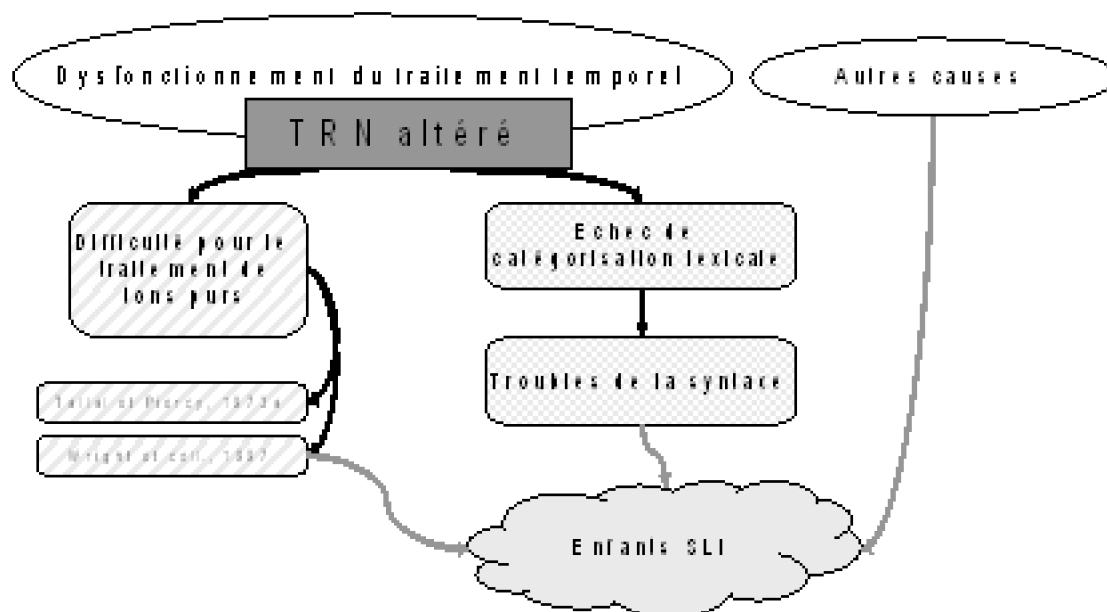 Dysfonctionnement du traitement temporel
Autres causes
TRN altéré
Difficulté pour le
traitement de
tons purs
Echec de
catégorisation lexicale
Troubles de la syntaxe
Tallal et Piercy, 1973a
Wright et coll., 1997
Enfants SLI